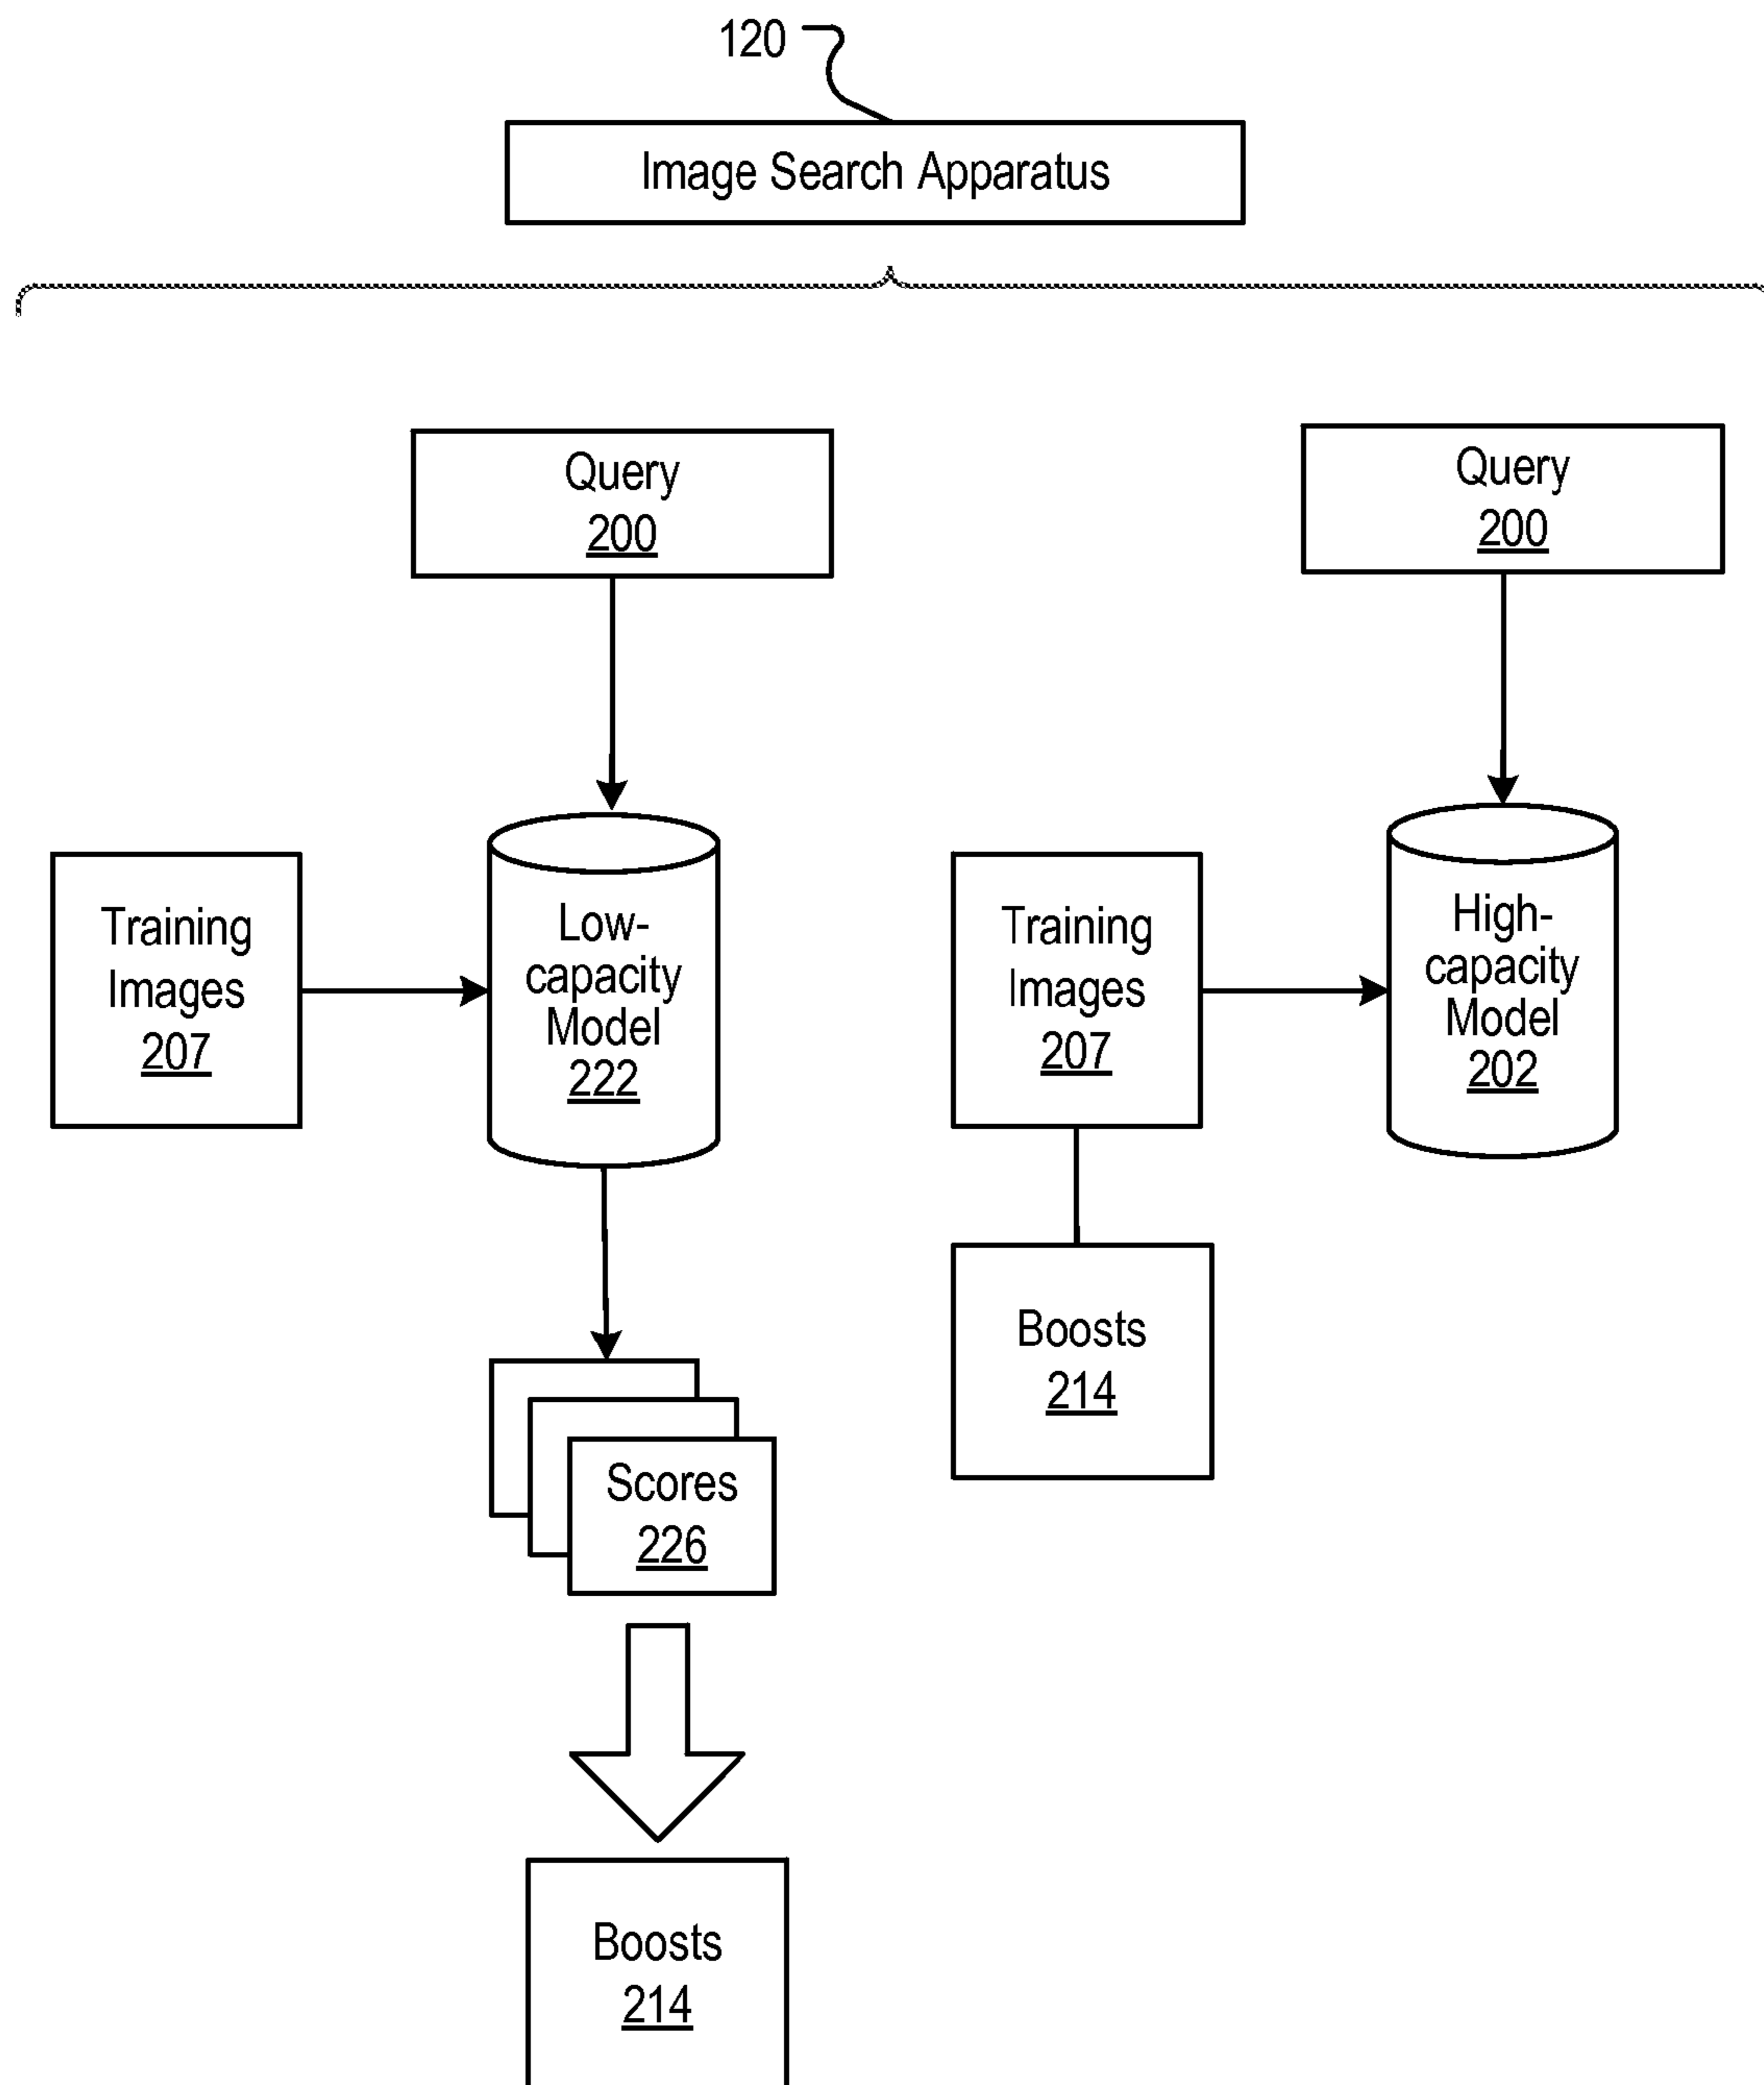 120
Image Search Apparatus
Query
200
Query
200
Training
Images
207
Low-
capacity
Model
222
Training
Images
207
High-
capacity
Model
202
Boosts
214
Scores
226
Boosts
214